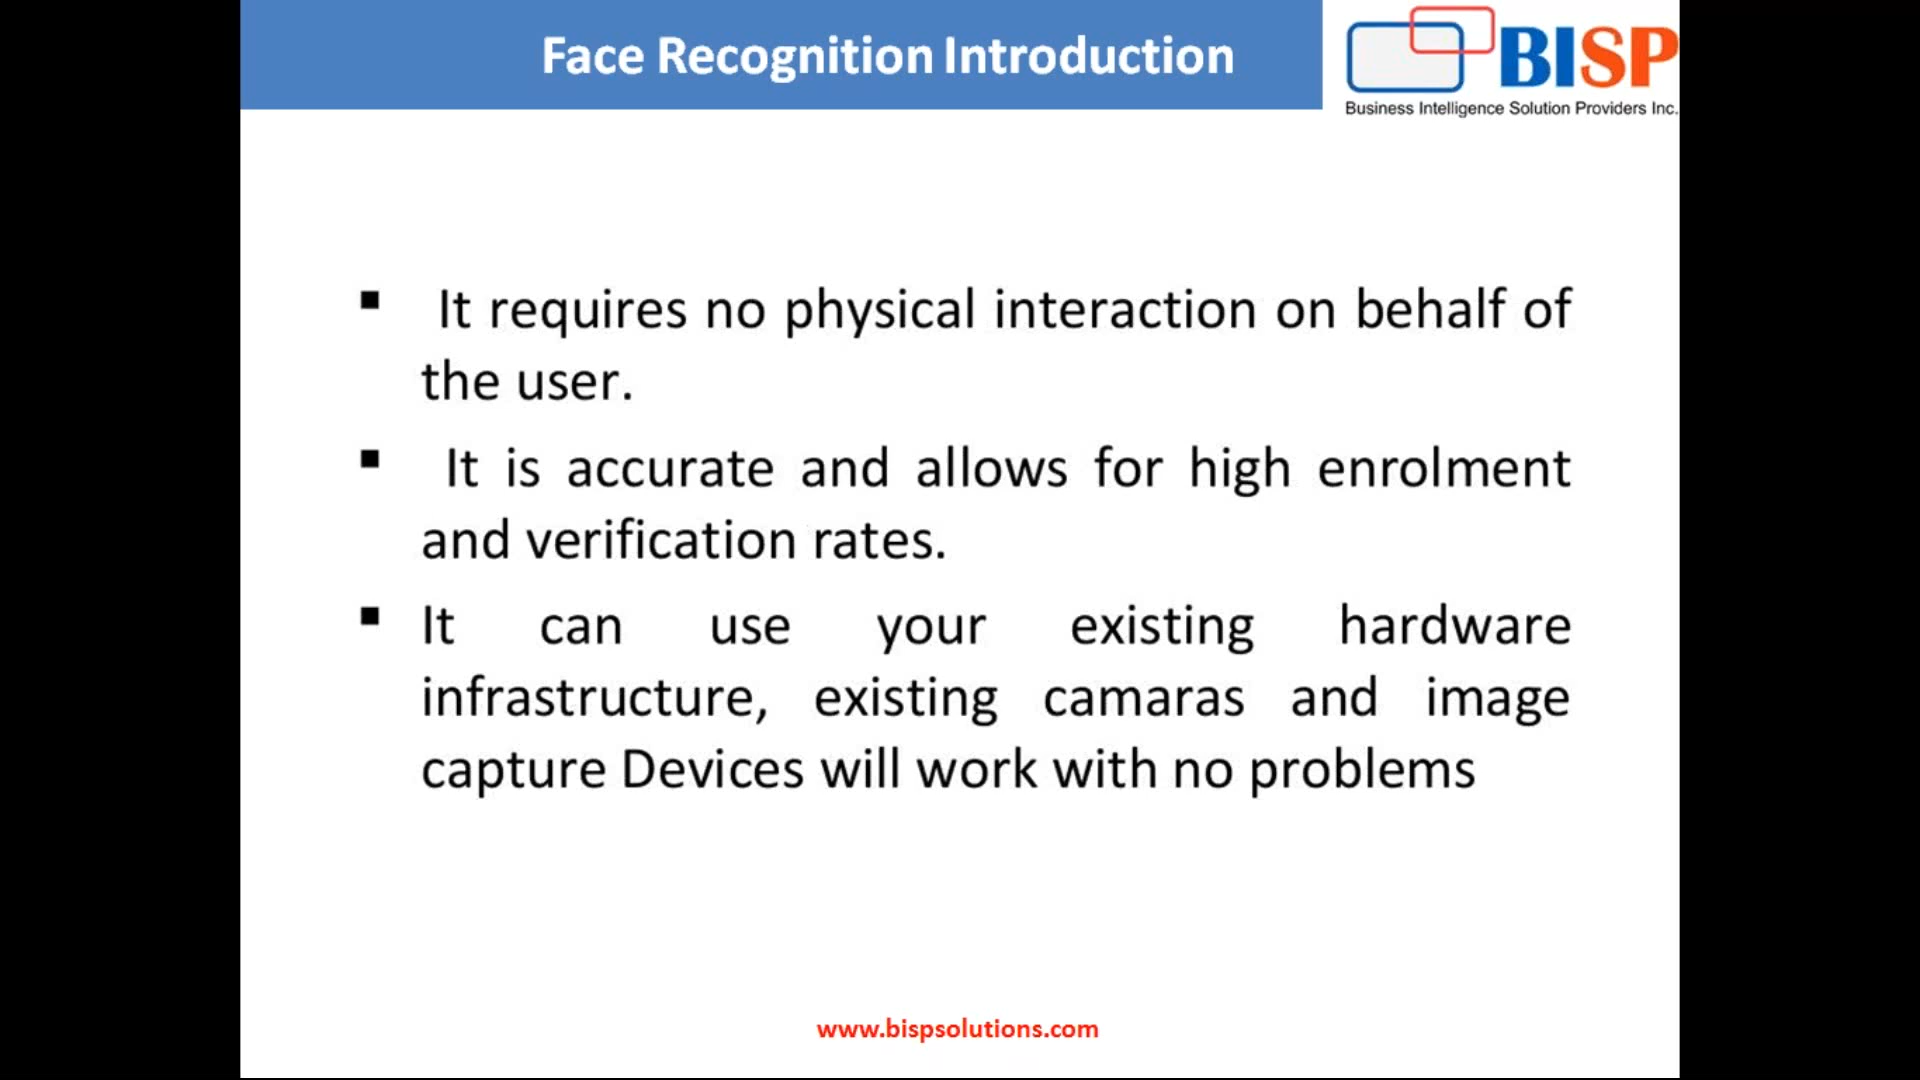 Face Recognition Introduction
BISP
Business Intelligence Solution Providers Inc.
▪ It requires no physical interaction on behalf of
the user.
▪ It is accurate and allows for high enrolment
and verification rates.
▪ It can use your existing hardware
infrastructure, existing camaras and image
capture Devices will work with no problems
www.bispsolutions.com